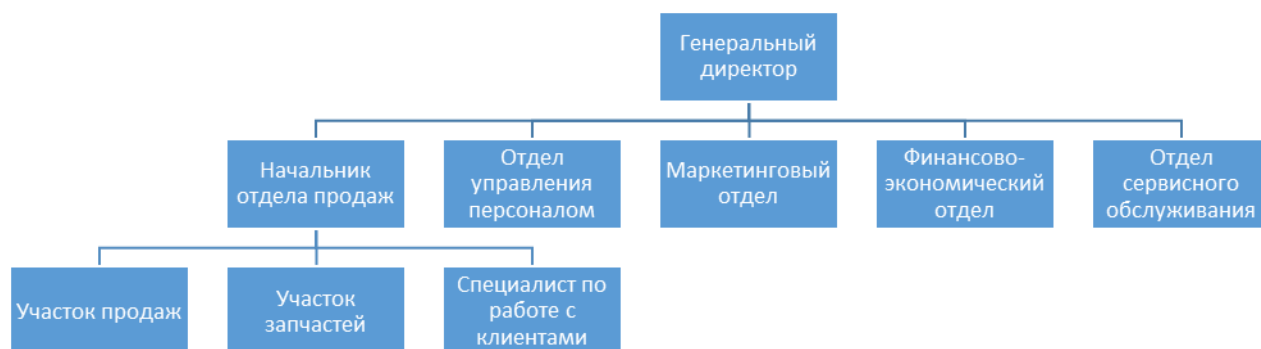 Генеральный
директор
Начальник
отдела продаж
Отдел
управления
персоналом
Маркетинговый
отдел
Финансово-
экономический
отдел
Отдел
сервисного
обслуживания
Участок продаж
Участок
запчастей
Специалист по
работе с
клиентами